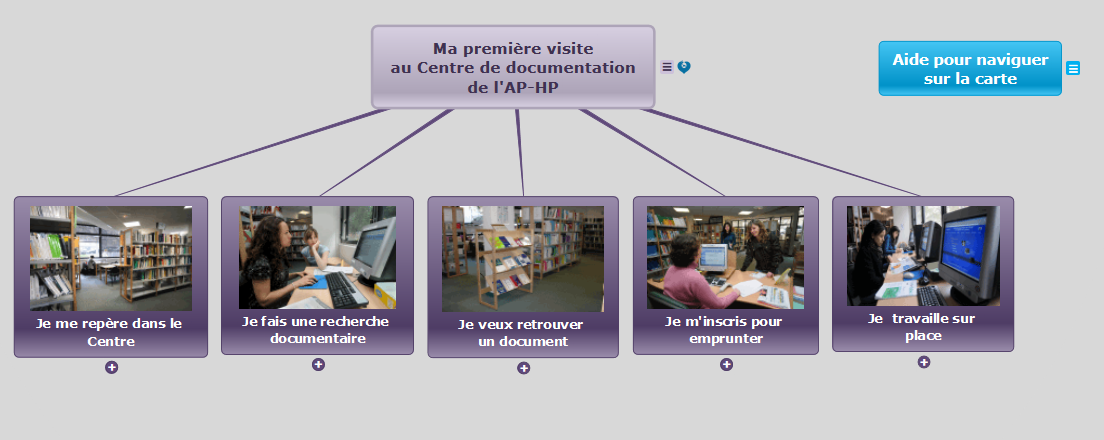 Ma première visite
au Centre de documentation
de l'AP-HP
Aide pour naviguer
sur la carte
Je me repère dans le
Centre
Je fais une recherche
documentaire
Je veux retrouver
un document
Je m'inscris pour
emprunter
Je travaille sur
place